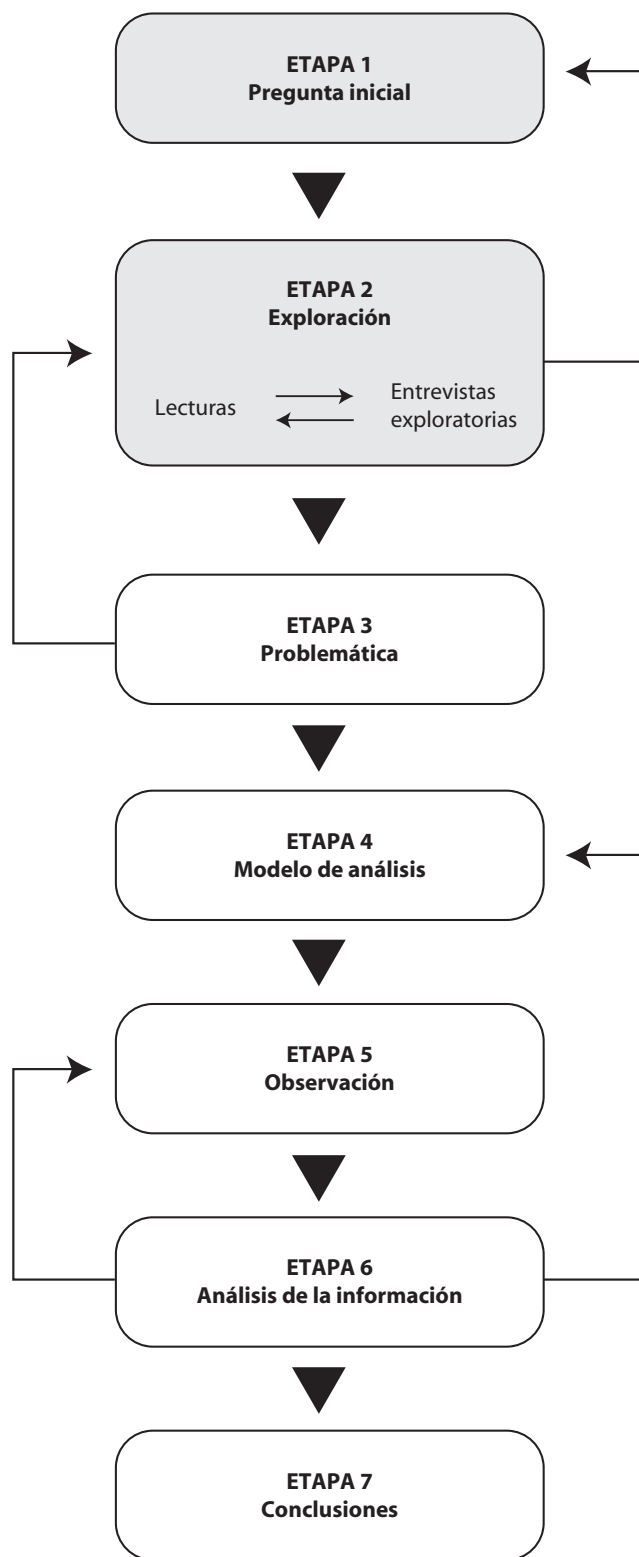 ETAPA 1
Pregunta inicial
ETAPA 2
Exploración
Lecturas
Entrevistas
exploratorias
ETAPA 3
Problemática
ETAPA 4
Modelo de análisis
ETAPA 5
Observación
ETAPA 6
Análisis de la información
ETAPA 7
Conclusiones